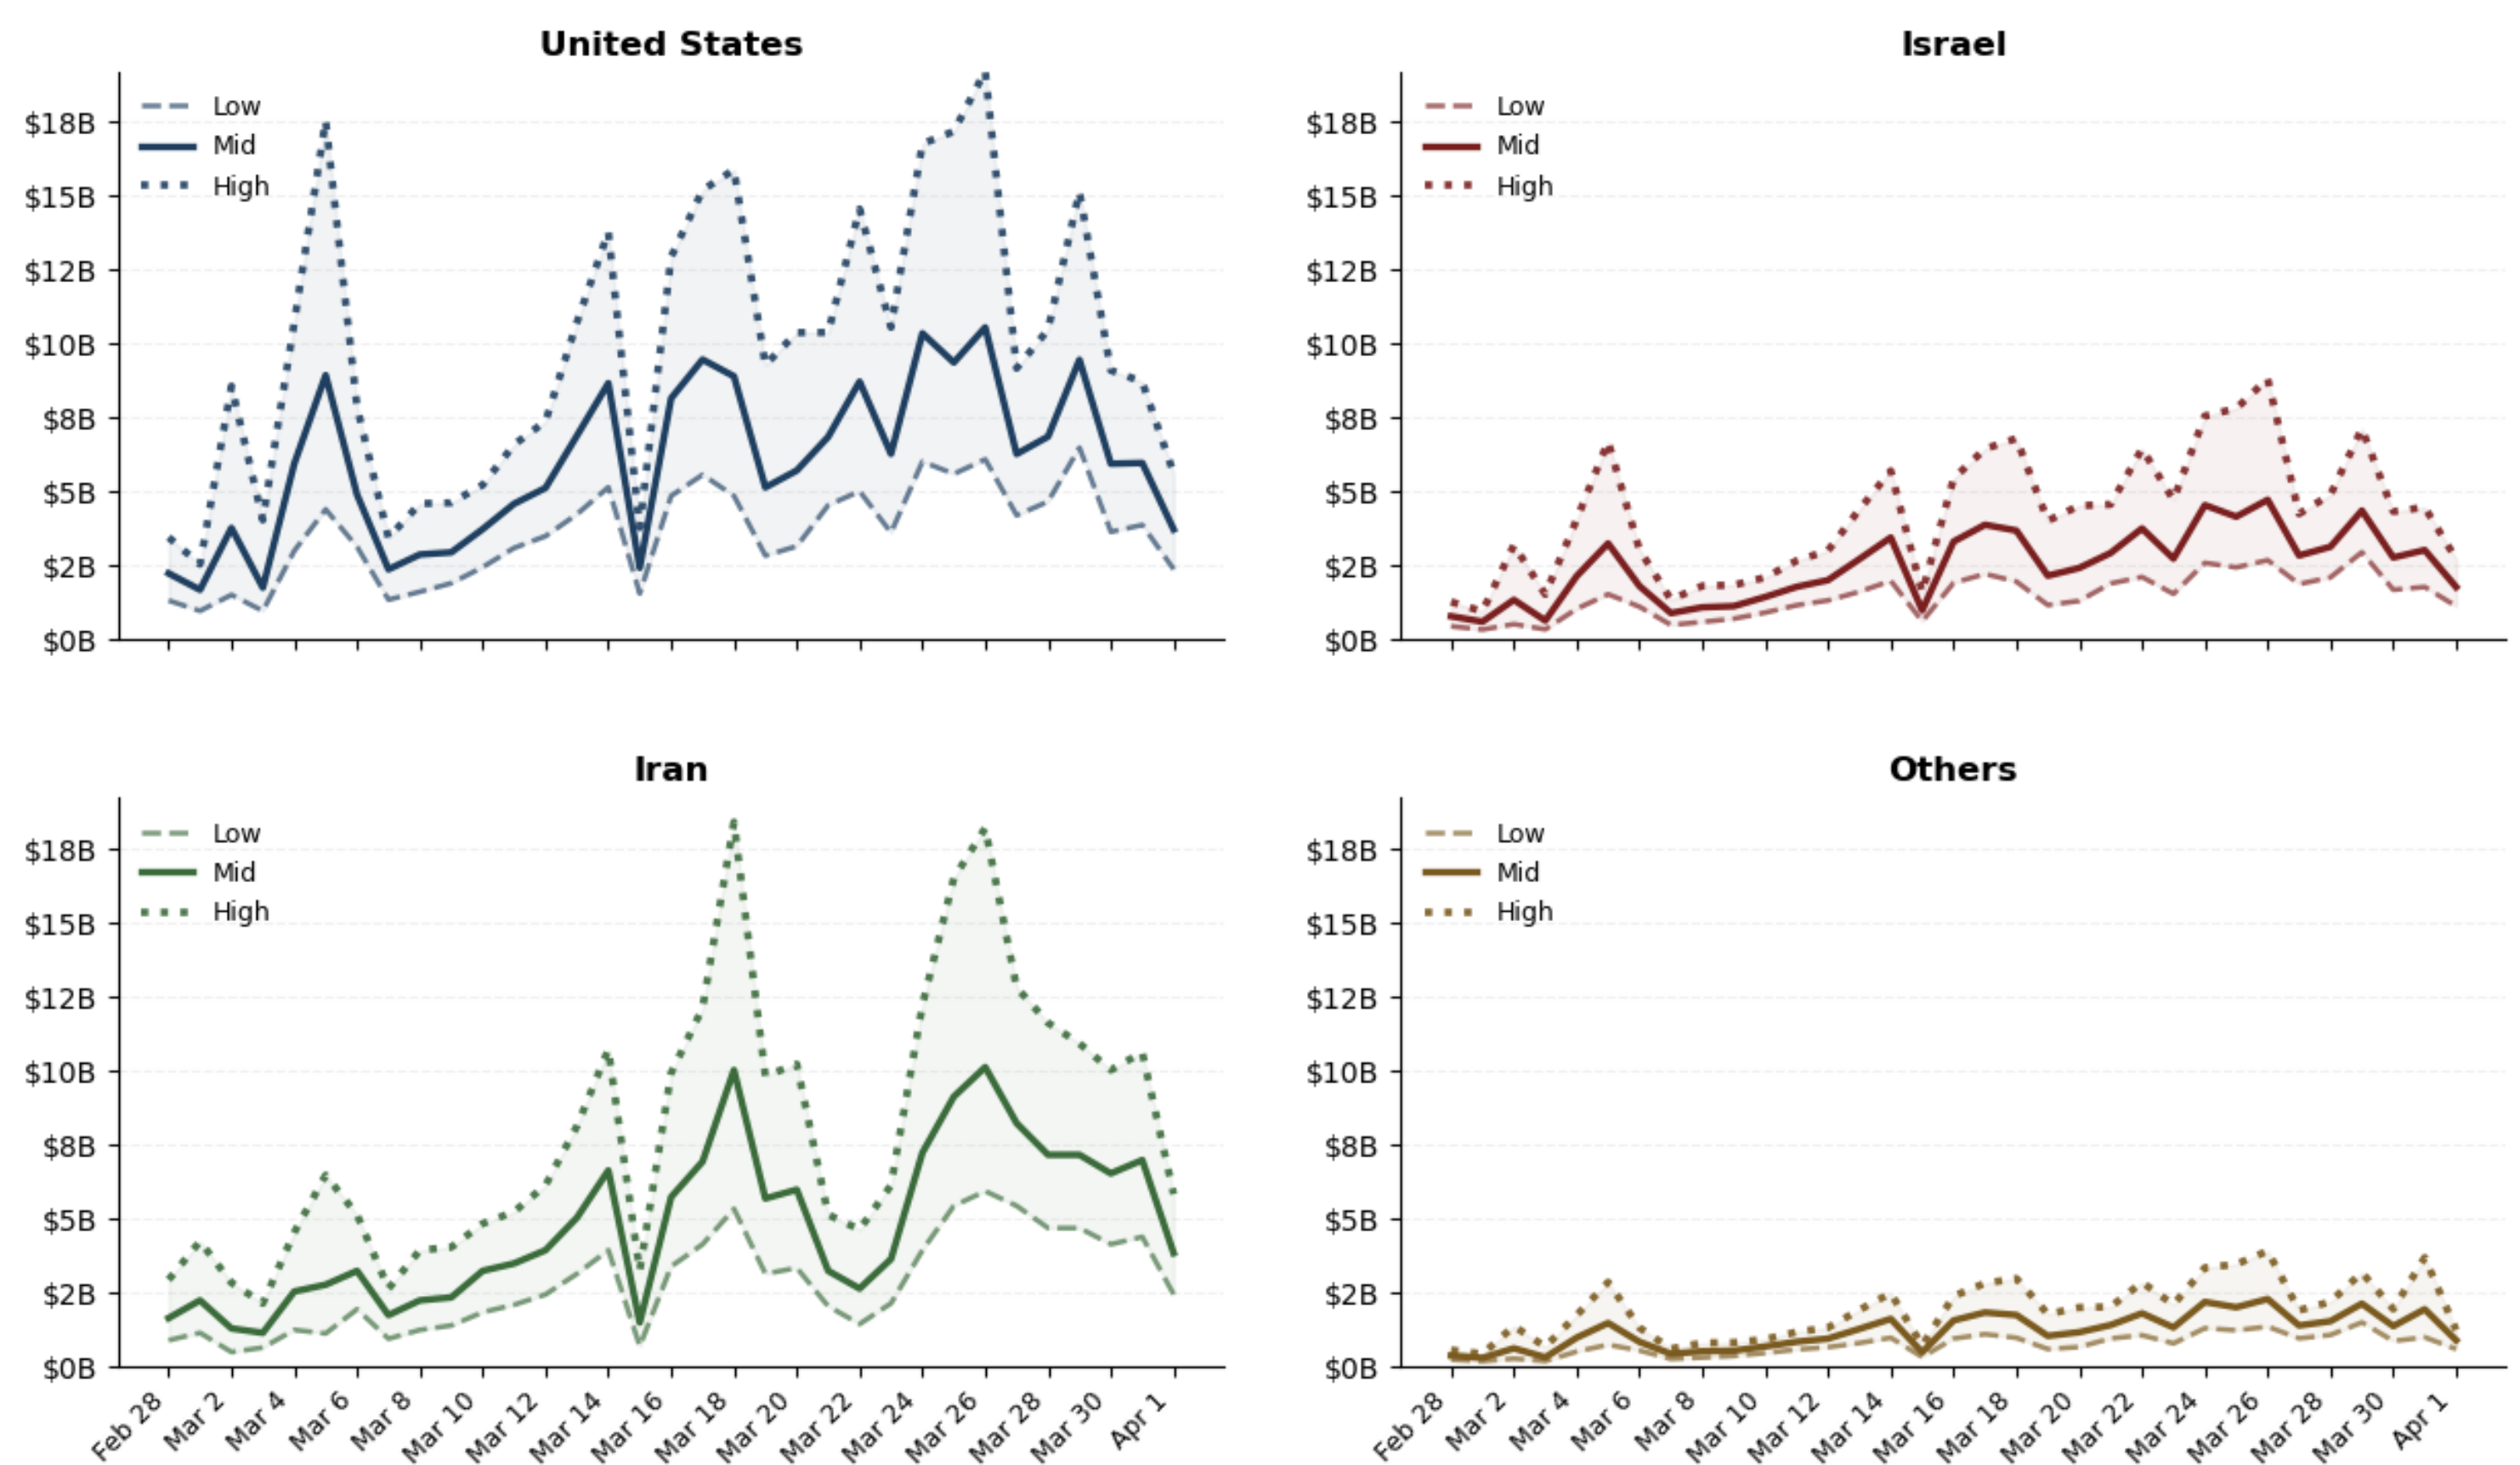 United States
Low
Mid
High
$18B
$15B
$12B
$10B
$8B
$5B
$2B
$0B
Israel
Low
Mid
High
$18B
$15B
$12B
$10B
$8B
$5B
$2B
$0B
Iran
Low
Mid
High
$18B
$15B
$12B
$10B
$8B
$5B
$2B
$0B
Feb 28
Mar 2
Mar 4
Mar 6
Mar 8
Mar 10
Mar 12
Mar 14
Mar 16
Mar 18
Mar 20
Mar 22
Mar 24
Mar 26
Mar 28
Mar 30
Apr 1
Others
Low
Mid
High
$18B
$15B
$12B
$10B
$8B
$5B
$2B
$0B
Feb 28
Mar 2
Mar 4
Mar 6
Mar 8
Mar 10
Mar 12
Mar 14
Mar 16
Mar 18
Mar 20
Mar 22
Mar 24
Mar 26
Mar 28
Mar 30
Apr 1